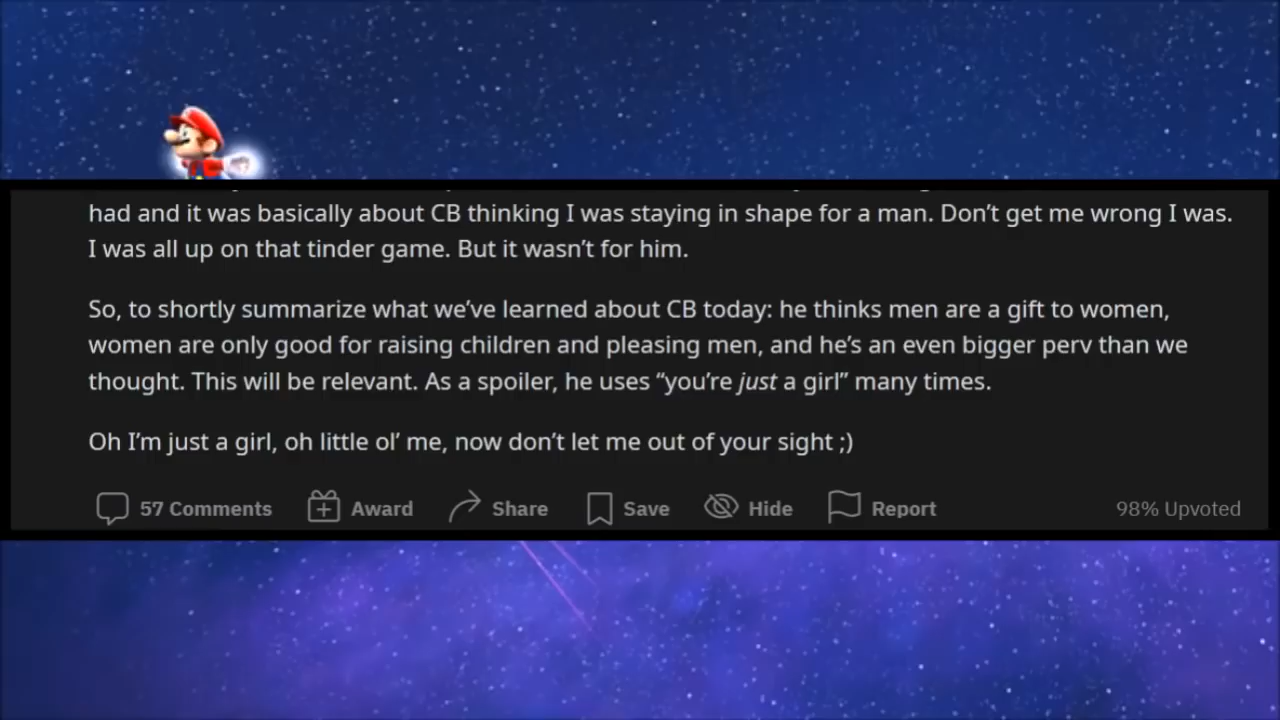 had and it was basically about CB thinking I was staying in shape for a man. Don’t get me wrong I was.
I was all up on that tinder game. But it wasn’t for him.
So, to shortly summarize what we’ve learned about CB today: he thinks men are a gift to women,
women are only good for raising children and pleasing men, and he’s an even bigger perv than we
thought. This will be relevant. As a spoiler, he uses “you’re just a girl” many times.
Oh I’m just a girl, oh little ol’ me, now don’t let me out of your sight ;)
57 Comments Award Share Save Hide Report 98% Upvoted